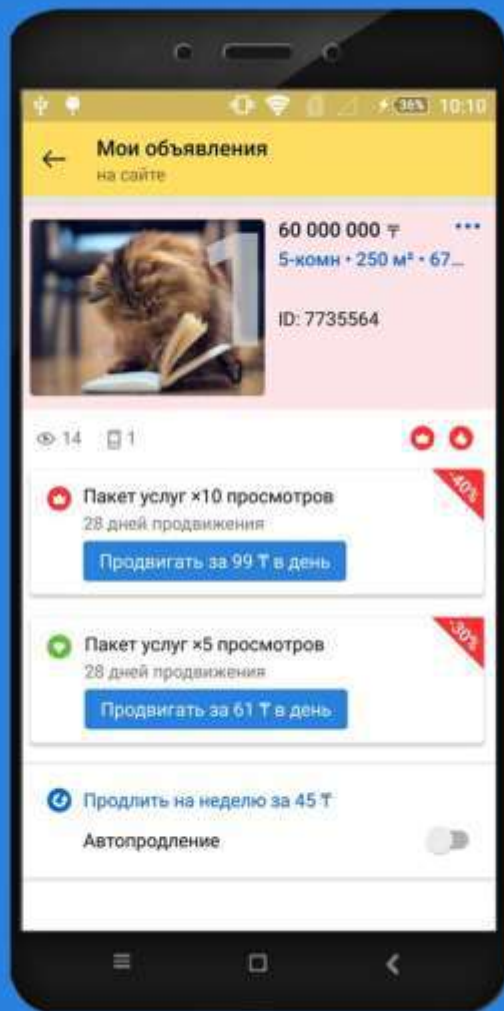 36% 10:10
Мои объявления
на сайте
1
60 000 000 ₸
5-комн • 250 м² • 67...
ID: 7735564
14 1
-40%
Пакет услуг ×10 просмотров
28 дней продвижения
Продвигать за 99 ₸ в день
-30%
Пакет услуг ×5 просмотров
28 дней продвижения
Продвигать за 61 ₸ в день
Продлить на неделю за 45 ₸
Автопродление